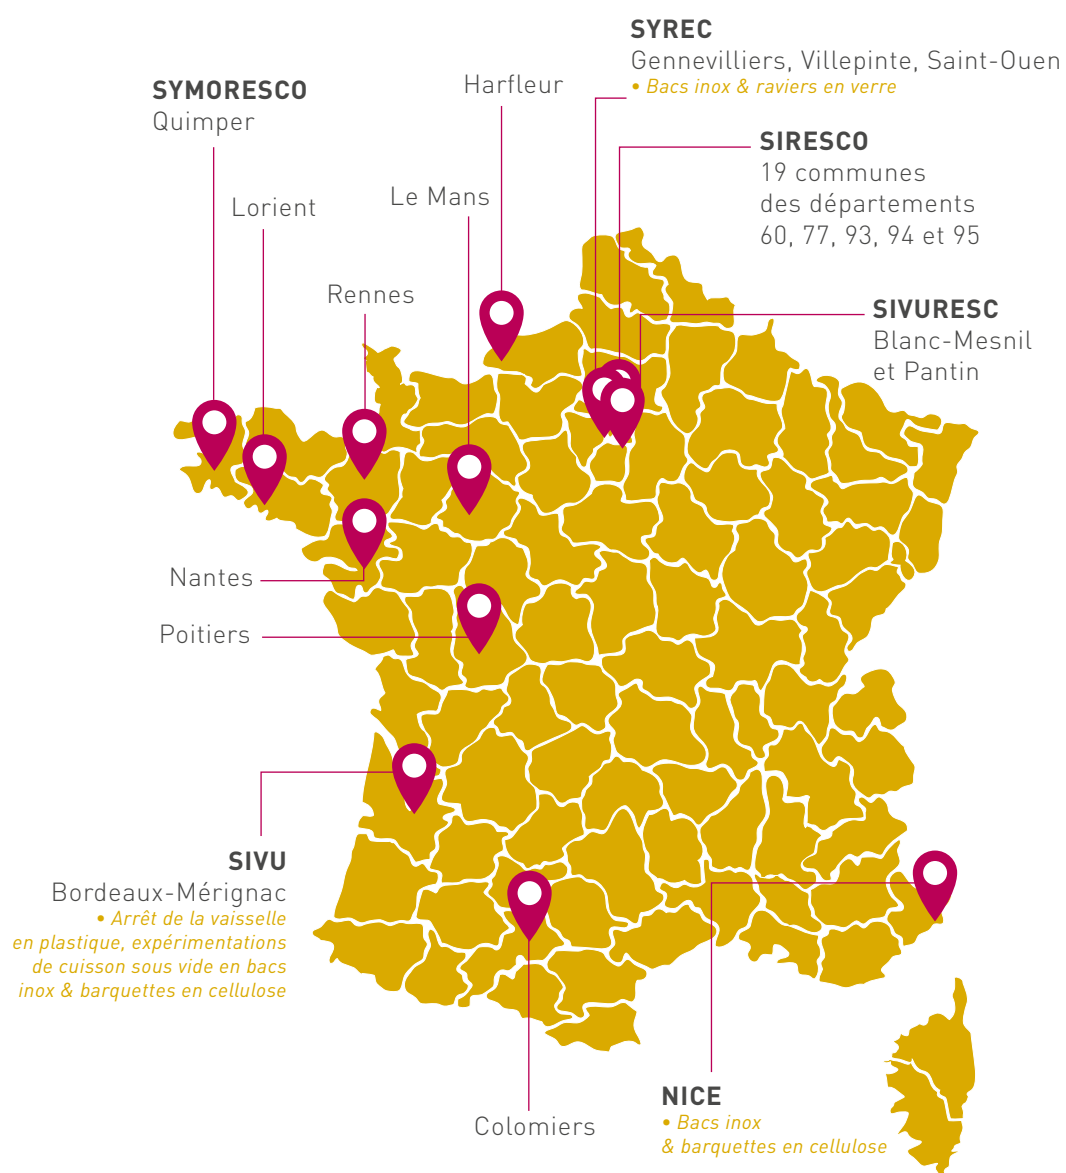 SYREC
Gennevilliers, Villepinte, Saint-Ouen
• Bacs inox & raviers en verre
Harfleur
SYMORESCO
Quimper
SIRESCO
19 communes
des départements
60, 77, 93, 94 et 95
Le Mans
Lorient
Rennes
SIVURESC
Blanc-Mesnil
et Pantin
Nantes
Poitiers
SIVU
Bordeaux-Mérignac
• Arrêt de la vaisselle
en plastique, expérimentations
de cuisson sous vide en bacs
inox & barquettes en cellulose
Colomiers
NICE
• Bacs inox
& barquettes en cellulose